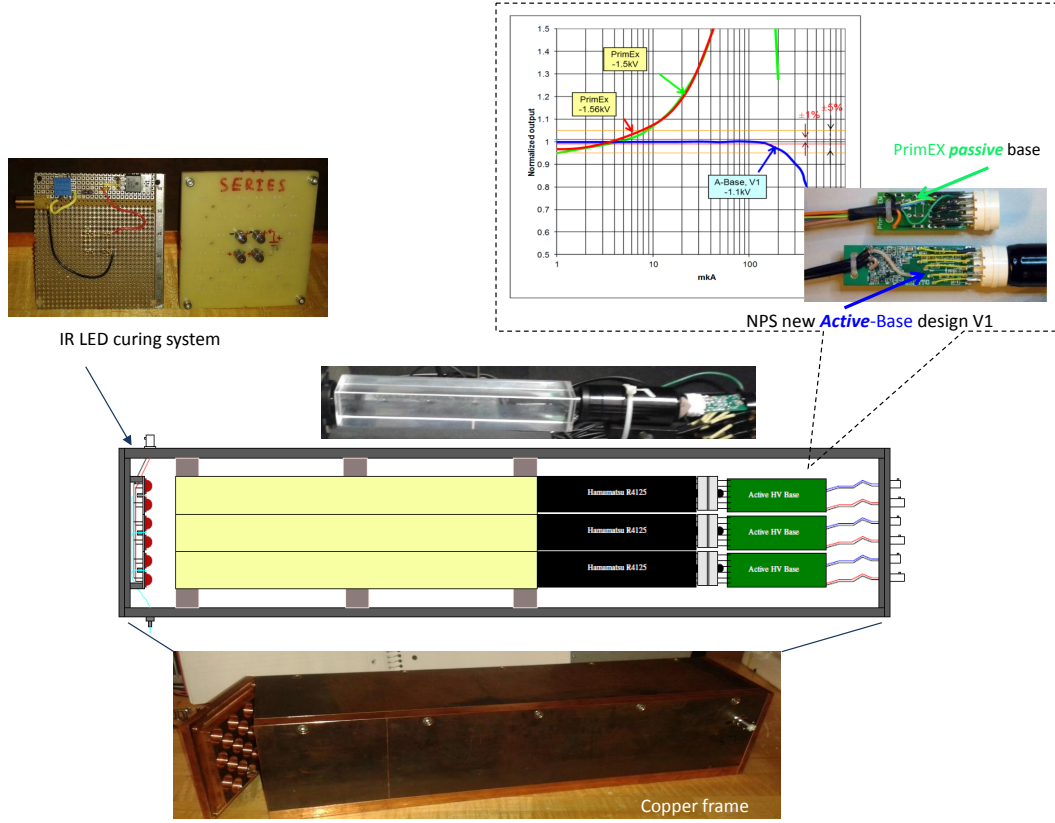 1.5
1.4
1.3
1.2
1.1
1
0.9
0.8
0.7
0.6
0.5
Normalized output
1
10
100
mkA
PrimEx
-1.5kV
PrimEx
-1.56kV
±1%
±5%
A-Base, V1
-1.1kV
PrimEX passive base
NPS new Active-Base design V1
SERIES
IR LED curing system
Hamamatsu R4125
Active HV Base
Hamamatsu R4125
Active HV Base
Hamamatsu R4125
Active HV Base
Copper frame